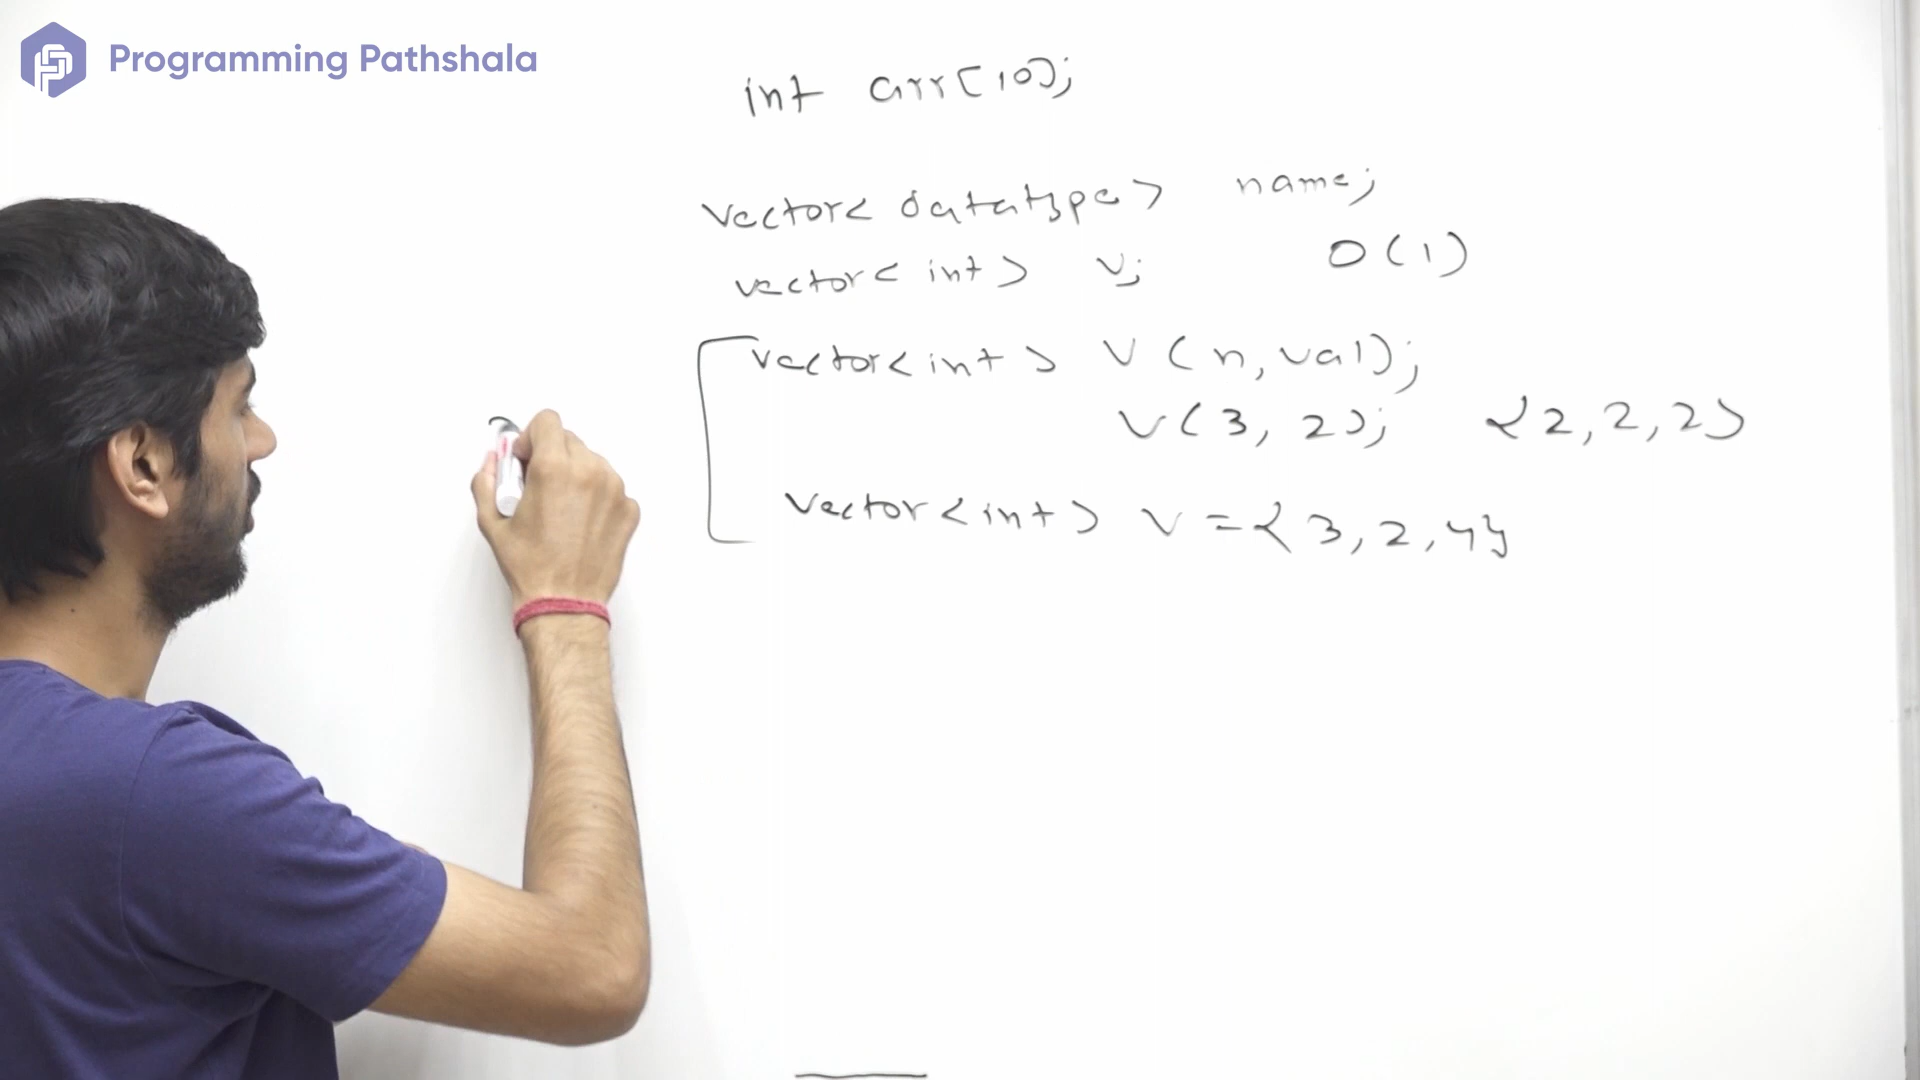 Programming Pathshala
int arr[10];
vector< datatype> name;
vector< int> v; O(1)
vector<int> v (n, val);
v(3, 2); {2, 2, 2}
vector<int> v = {3, 2, 4}